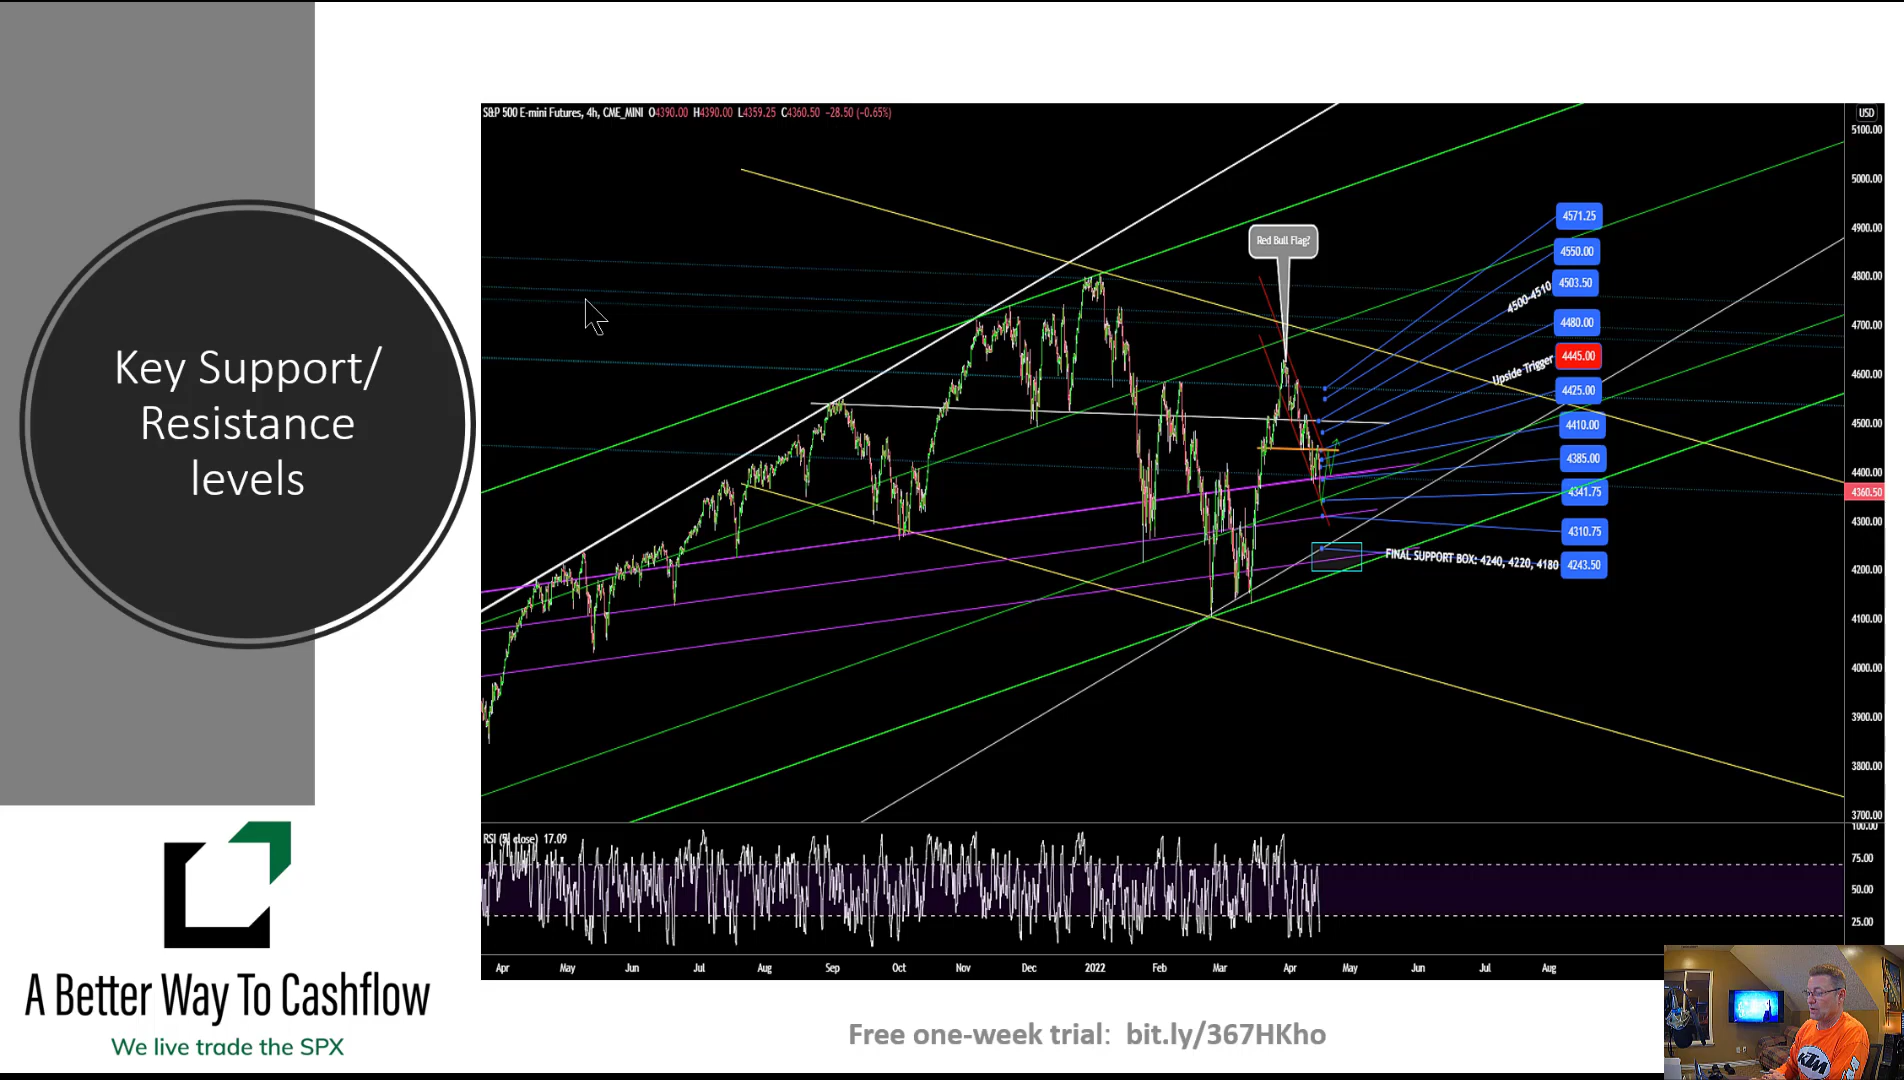 Key Support/
Resistance
levels
A Better Way To Cashflow
We live trade the SPX
S&P 500 E-mini Futures, 4h, CME_MINI O4390.00 H4390.00 L4359.25 C4360.50 -28.50 (-0.65%)
USD
5100.00
5000.00
4900.00
4800.00
4700.00
4600.00
4500.00
4400.00
4360.50
4300.00
4200.00
4100.00
4000.00
3900.00
3800.00
3700.00
Red Bull Flag?
4571.25
4550.00
4500-4510 4503.50
4480.00
Upside Trigger 4445.00
4425.00
4410.00
4385.00
4341.75
4310.75
FINAL SUPPORT BOX: 4240, 4220, 4180 4243.50
RSI (5, close) 17.09
100.00
75.00
50.00
25.00
Apr May Jun Jul Aug Sep Oct Nov Dec 2022 Feb Mar Apr May Jun Jul Aug
Free one-week trial: bit.ly/367HKho
KTM